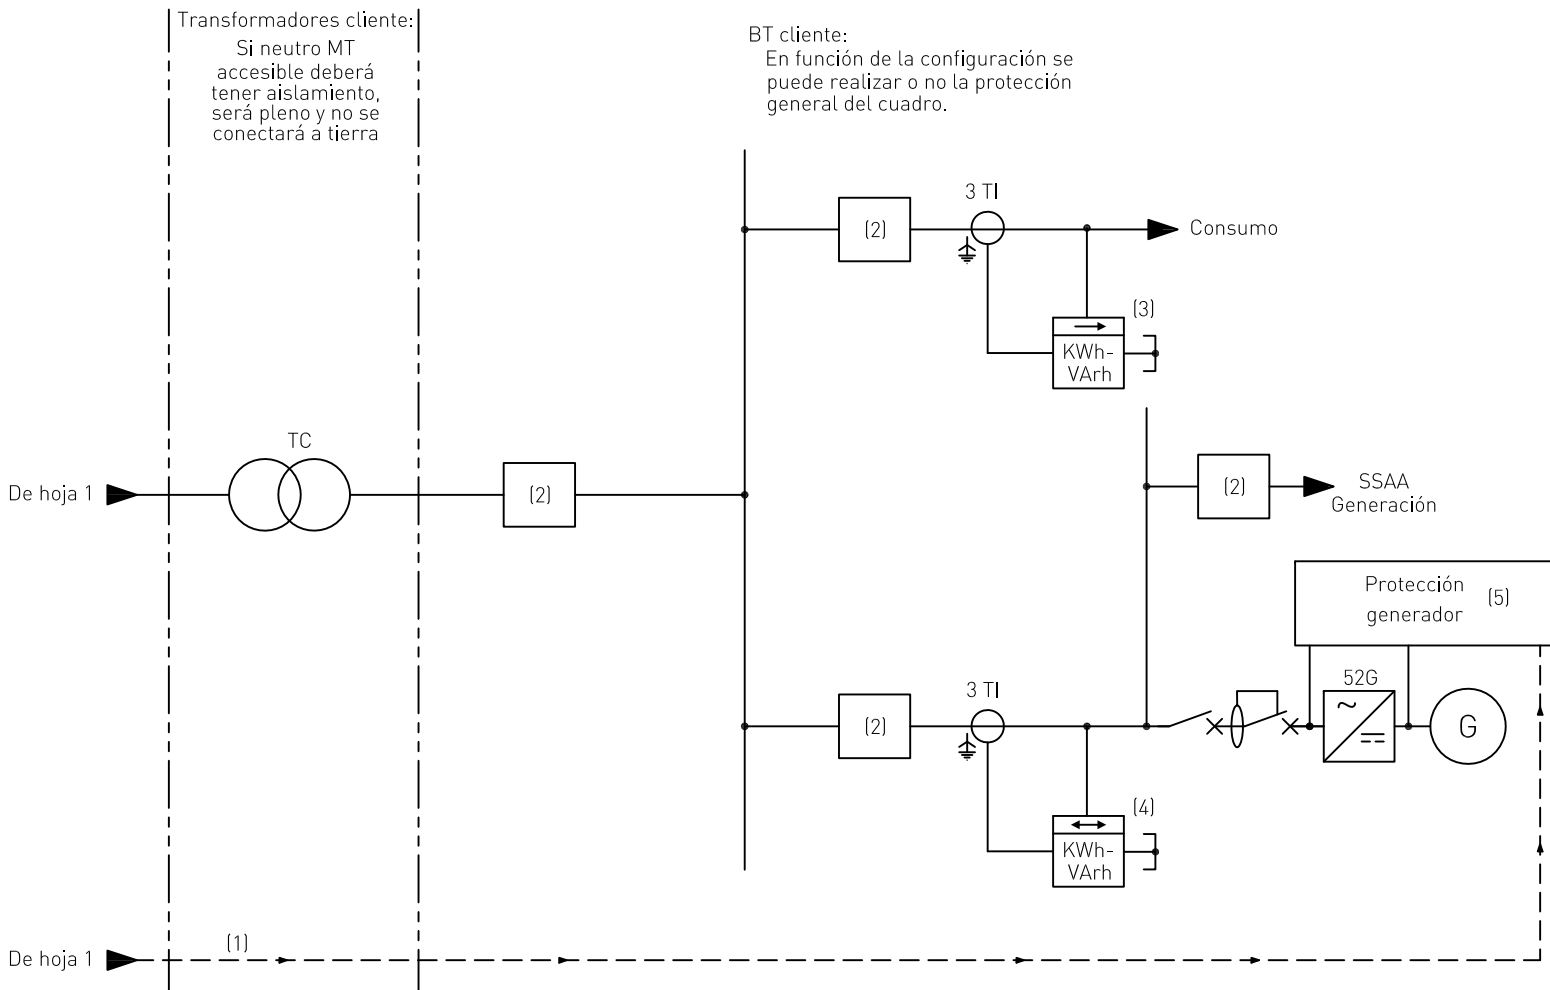 Transformadores cliente:
Si neutro MT
accesible deberá
tener aislamiento,
será pleno y no se
conectará a tierra
BT cliente:
En función de la configuración se
puede realizar o no la protección
general del cuadro.
3 TI
(2)
Consumo
(3)
KWh-
VArh
TC
De hoja 1
(2)
(2)
SSAA
Generación
Protección
generador
(5)
3 TI
52G
(2)
G
(4)
KWh-
VArh
(1)
De hoja 1